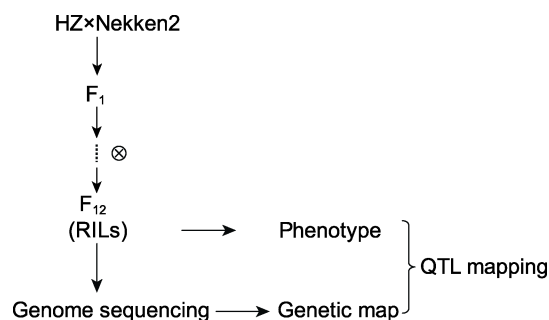 HZ×Nekken2
F₁
⊗
F₁₂
(RILs)
Phenotype
QTL mapping
Genome sequencing
Genetic map